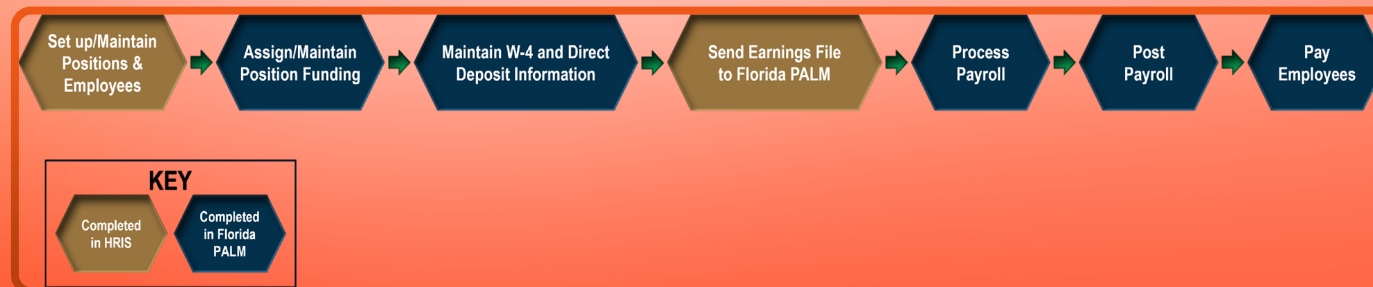 Set up/Maintain
Positions &
Employees
Assign/Maintain
Position Funding
Maintain W-4 and Direct
Deposit Information
Send Earnings File
to Florida PALM
Process
Payroll
Post
Payroll
Pay
Employees
KEY
Completed
in HRIS
Completed
in Florida
PALM